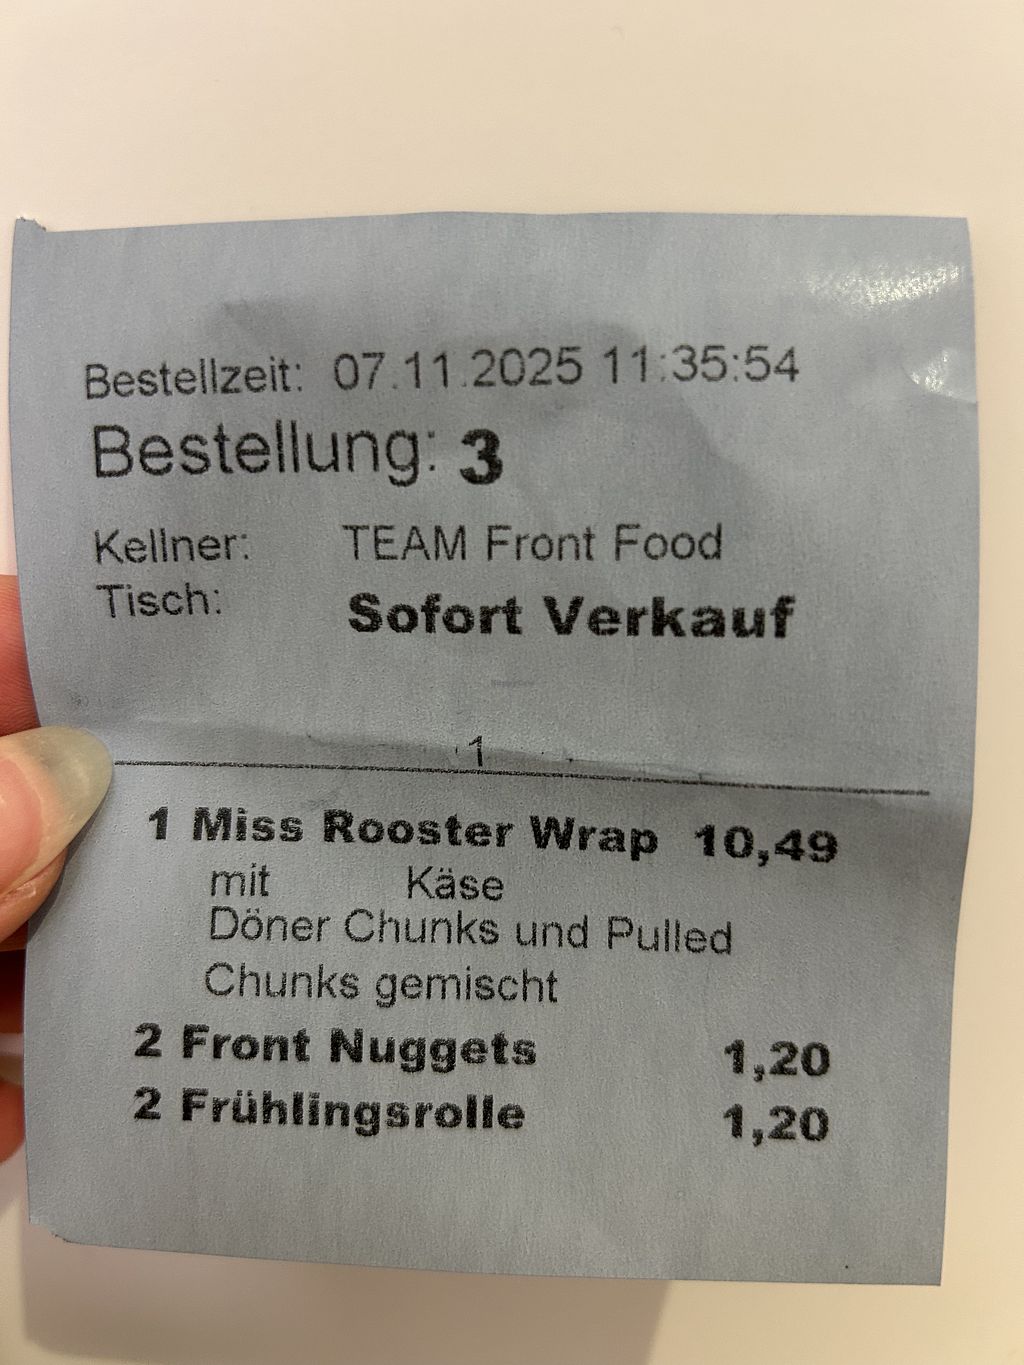 Bestellzeit: 07.11.2025 11:35:54
Bestellung: 3
Kellner: TEAM Front Food
Tisch: Sofort Verkauf
1
1 Miss Rooster Wrap 10,49
mit Käse
Döner Chunks und Pulled
Chunks gemischt
2 Front Nuggets 1,20
2 Frühlingsrolle 1,20